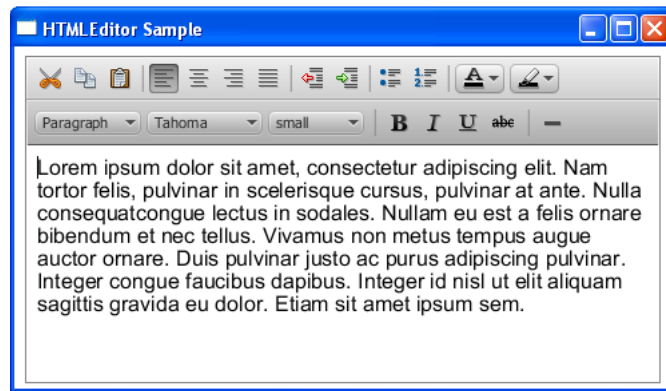 HTMLEditor Sample
A
Paragraph Tahoma small B I U abc
Lorem ipsum dolor sit amet, consectetur adipiscing elit. Nam
tortor felis, pulvinar in scelerisque cursus, pulvinar at ante. Nulla
consequatcongue lectus in sodales. Nullam eu est a felis ornare
bibendum et nec tellus. Vivamus non metus tempus augue
auctor ornare. Duis pulvinar justo ac purus adipiscing pulvinar.
Integer congue faucibus dapibus. Integer id nisl ut elit aliquam
sagittis gravida eu dolor. Etiam sit amet ipsum sem.